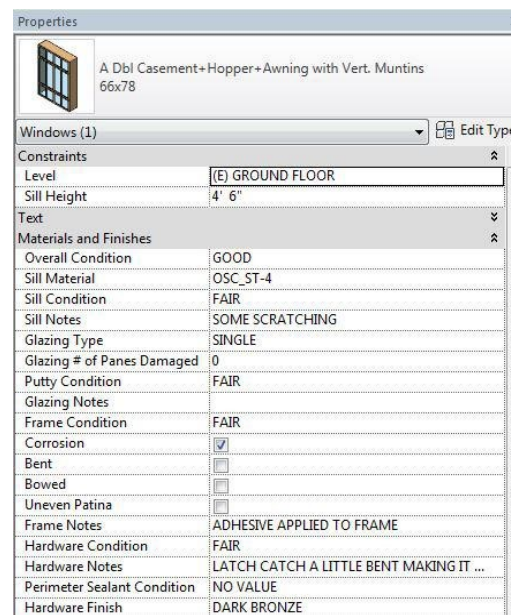 Properties
A Dbl Casement+Hopper+Awning with Vert. Muntins
66x78
Windows (1) Edit Type
Constraints
Level (E) GROUND FLOOR
Sill Height 4' 6"
Text
Materials and Finishes
Overall Condition GOOD
Sill Material OSC_ST-4
Sill Condition FAIR
Sill Notes SOME SCRATCHING
Glazing Type SINGLE
Glazing # of Panes Damaged 0
Putty Condition FAIR
Glazing Notes
Frame Condition FAIR
Corrosion
Bent
Bowed
Uneven Patina
Frame Notes ADHESIVE APPLIED TO FRAME
Hardware Condition FAIR
Hardware Notes LATCH CATCH A LITTLE BENT MAKING IT ...
Perimeter Sealant Condition NO VALUE
Hardware Finish DARK BRONZE